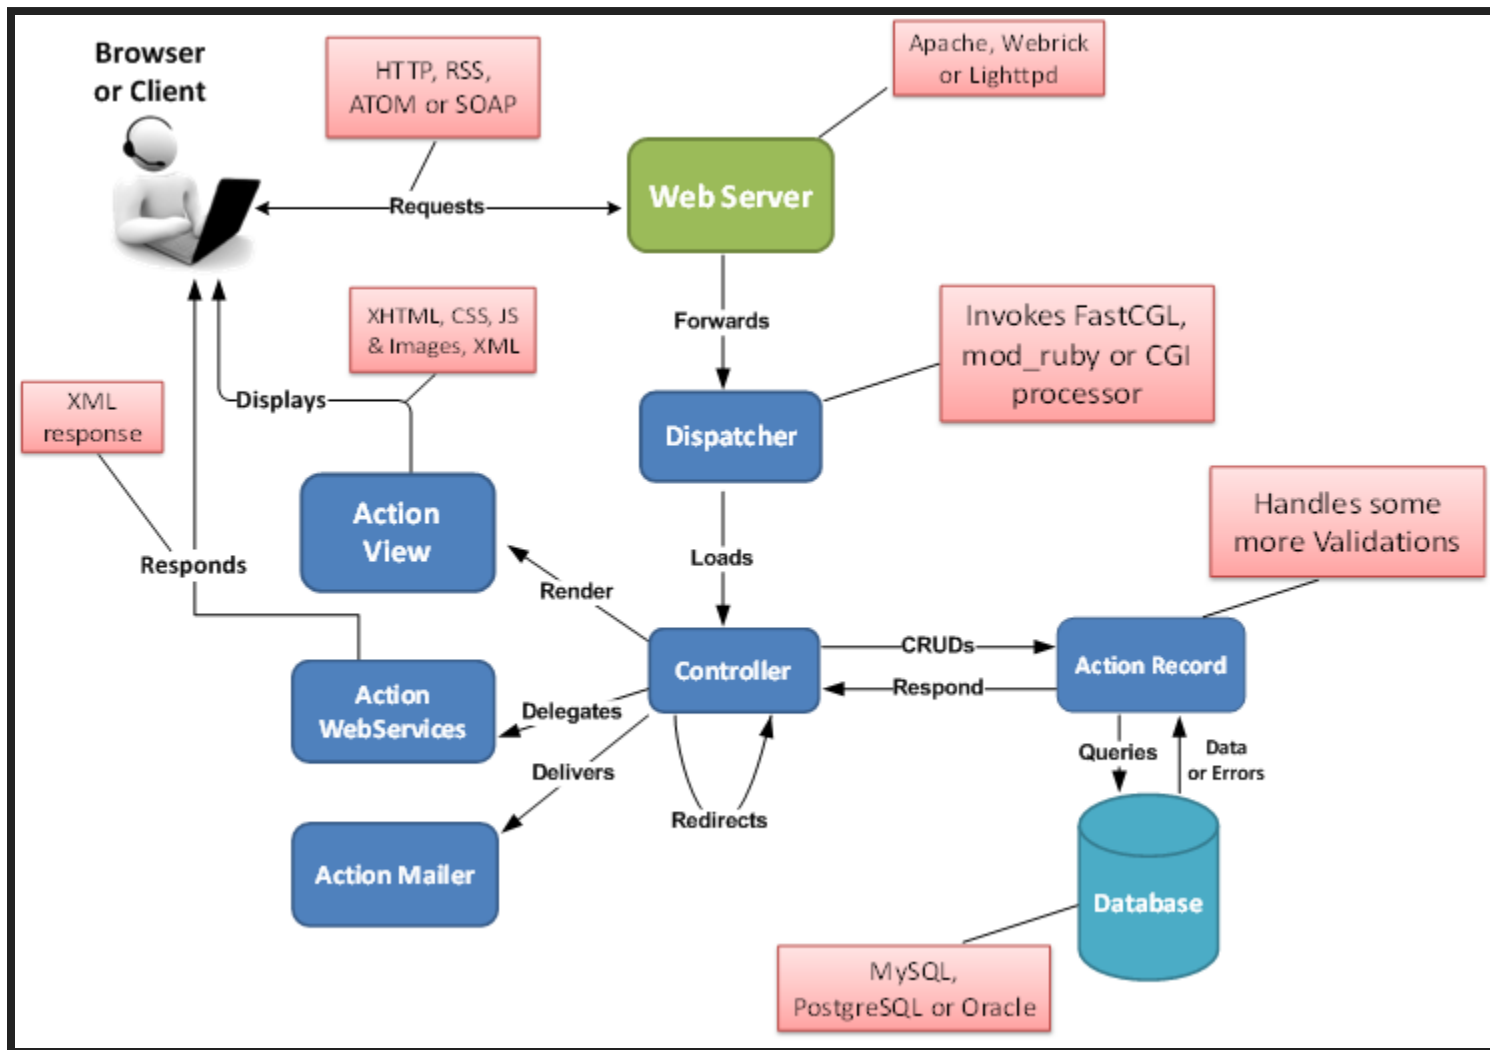 Browser
or Client
HTTP, RSS,
ATOM or SOAP
Apache, Webrick
or Lighttpd
Requests
Web Server
Forwards
XHTML, CSS, JS
& Images, XML
Invokes FastCGL,
mod_ruby or CGI
processor
Displays
XML
response
Dispatcher
Action
View
Handles some
more Validations
Responds
Loads
Render
Controller
CRUDs
Respond
Action Record
Action
WebServices
Delegates
Queries
Data
or Errors
Delivers
Redirects
Action Mailer
Database
MySQL,
PostgreSQL or Oracle